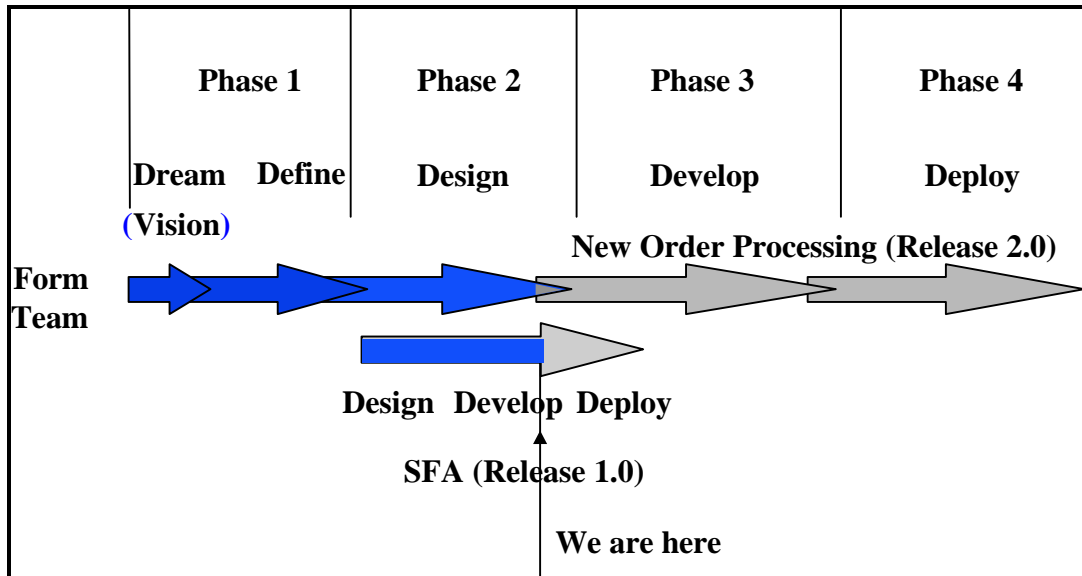 Phase 1 Phase 2 Phase 3 Phase 4
Dream Define Design Develop Deploy
(Vision)
New Order Processing (Release 2.0)
Form
Team
Design Develop Deploy
SFA (Release 1.0)
We are here